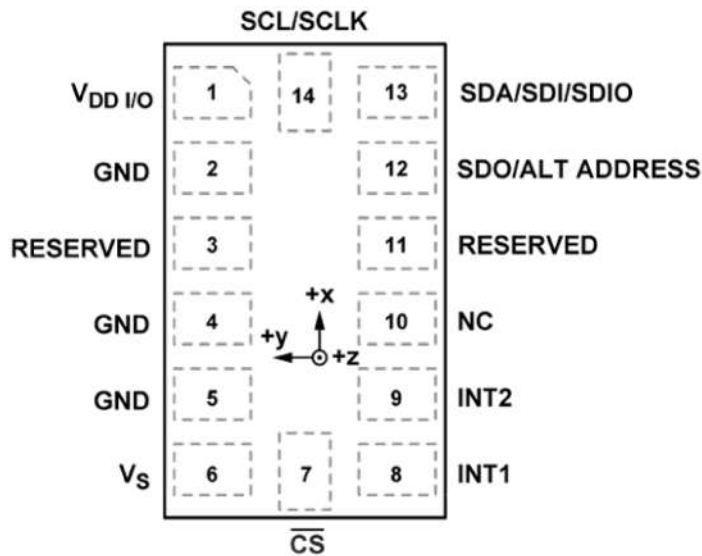 SCL/SCLK
V_DD I/O 1 14 13 SDA/SDI/SDIO
GND 2 12 SDO/ALT ADDRESS
RESERVED 3 11 RESERVED
+x
GND 4 10 NC
+y +z
GND 5 9 INT2
V_S 6 7 8 INT1
C̅S̅